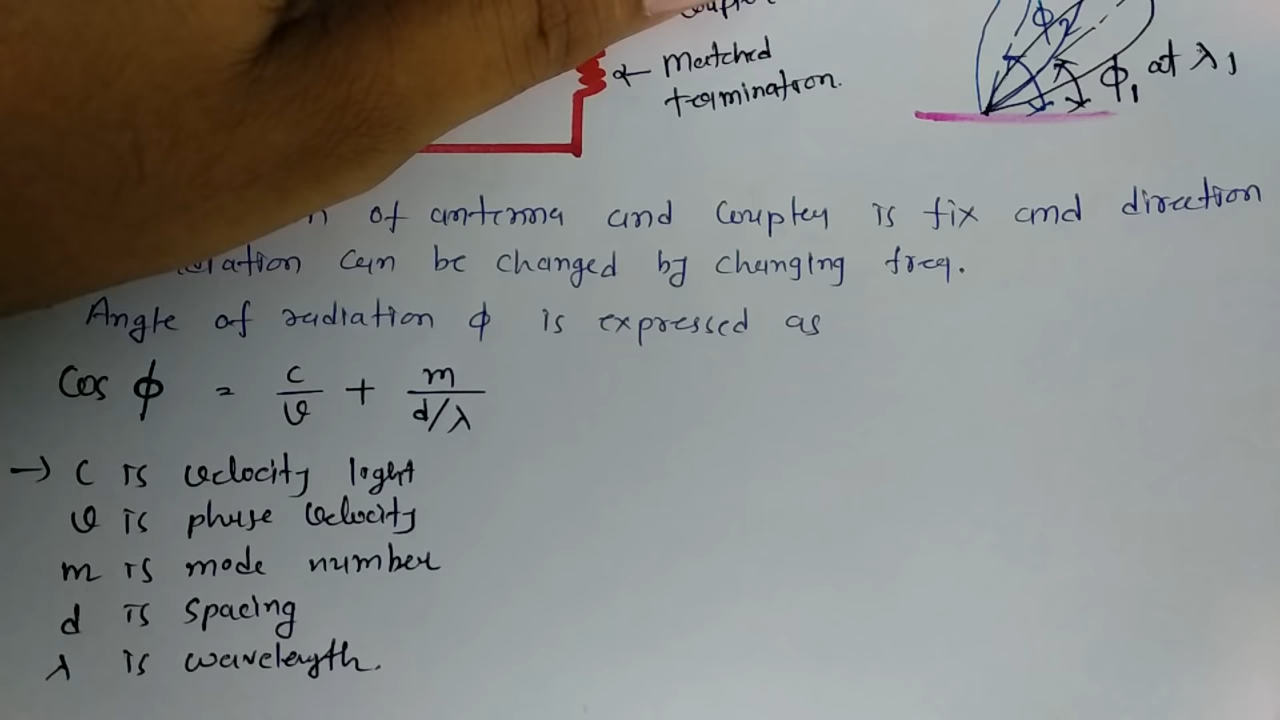 ← Matched
termination.
ϕ2
ϕ1 at λ1
of antenna and Coupler is fix and direction
can be changed by changing freq.
Angle of radiation ϕ is expressed as
Cos ϕ = c/v + m/(d/λ)
→ C is velocity loght
v is phase velocity
m is mode number
d is spacing
λ is wavelength.